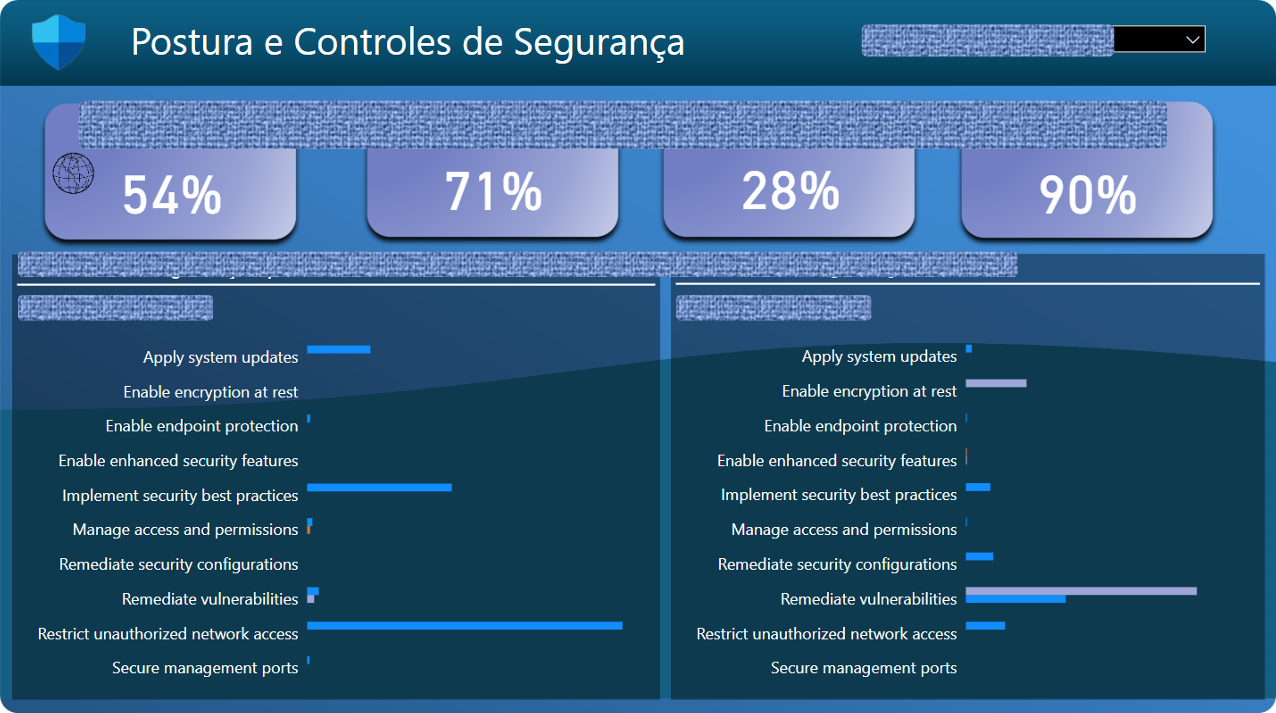 Postura e Controles de Segurança
54%
71%
28%
90%
Apply system updates
Enable encryption at rest
Enable endpoint protection
Enable enhanced security features
Implement security best practices
Manage access and permissions
Remediate security configurations
Remediate vulnerabilities
Restrict unauthorized network access
Secure management ports
Apply system updates
Enable encryption at rest
Enable endpoint protection
Enable enhanced security features
Implement security best practices
Manage access and permissions
Remediate security configurations
Remediate vulnerabilities
Restrict unauthorized network access
Secure management ports